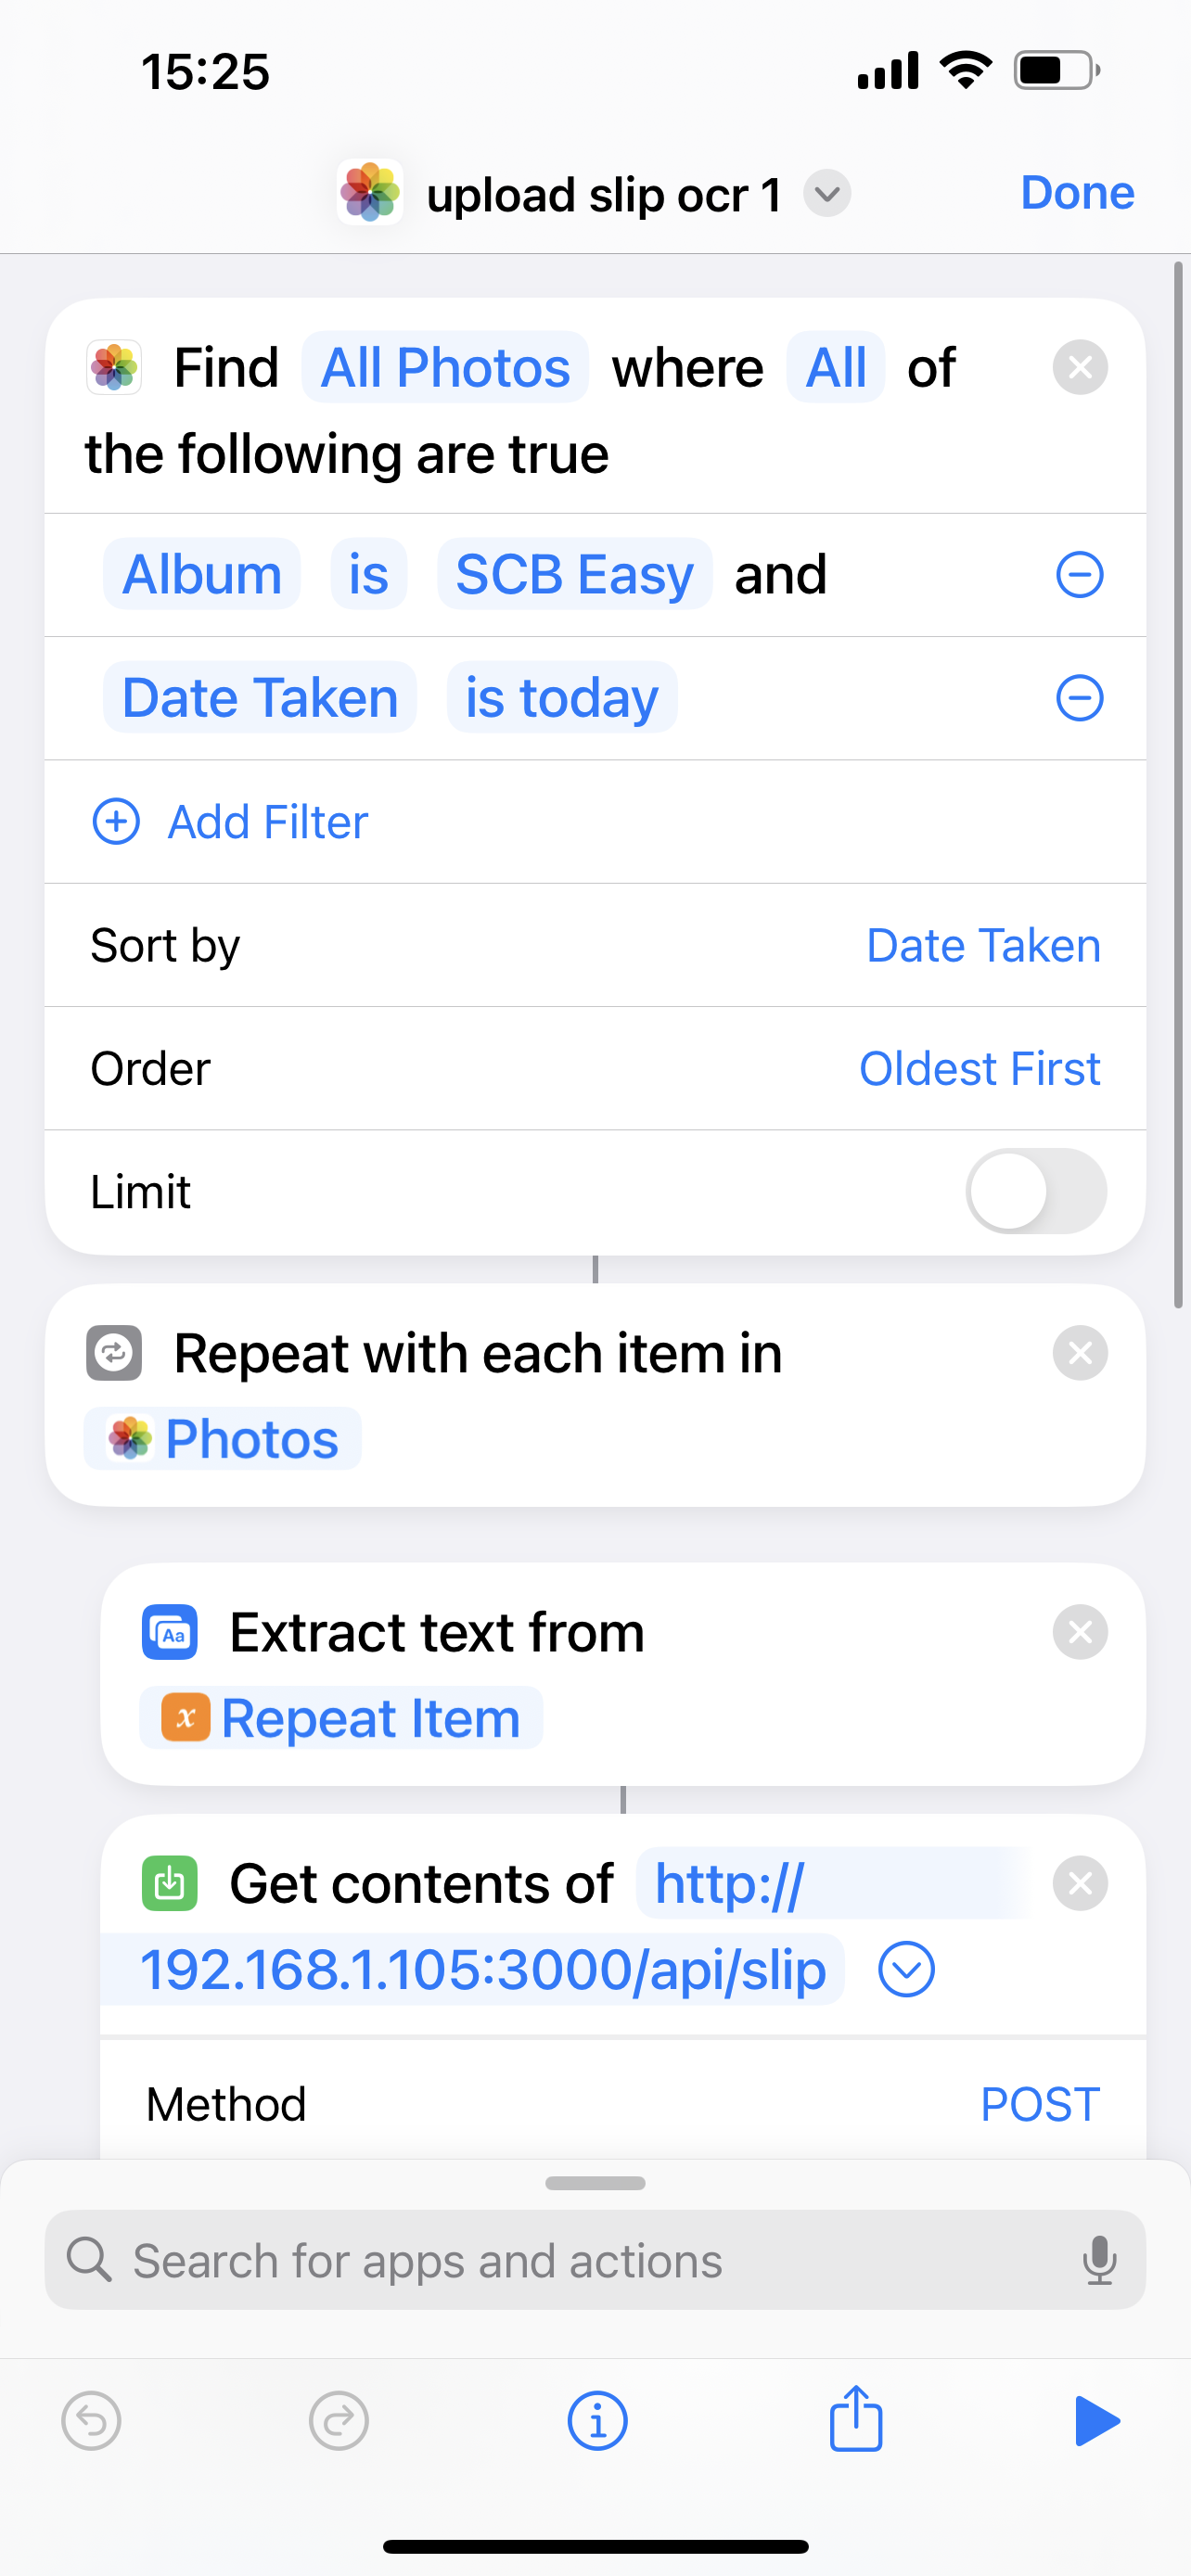 15:25
upload slip ocr 1
Done
Find All Photos where All of
the following are true
Album is SCB Easy and
Date Taken is today
Add Filter
Sort by Date Taken
Order Oldest First
Limit
Repeat with each item in
Photos
Aa Extract text from
x Repeat Item
Get contents of http://
192.168.1.105:3000/api/slip
Method POST
Search for apps and actions